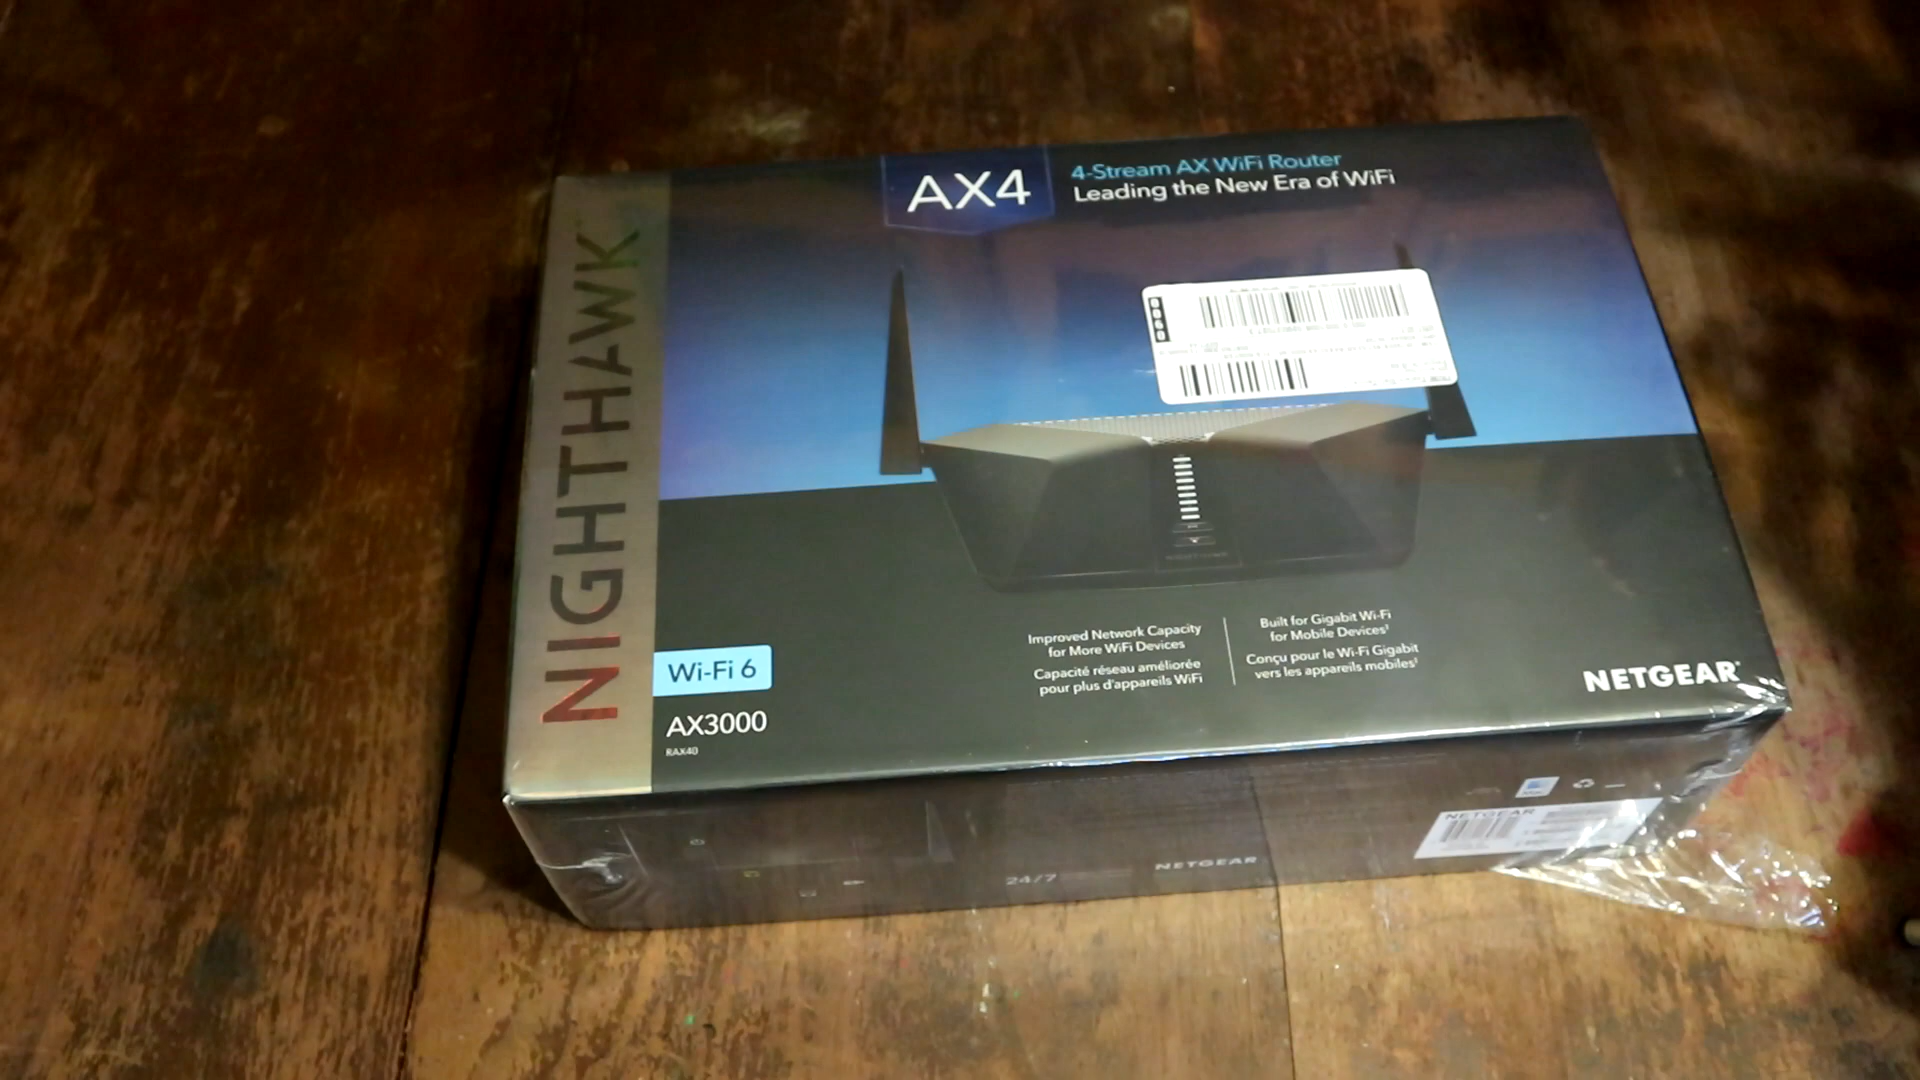 NIGHTHAWK
AX4
4-Stream AX WiFi Router
Leading the New Era of WiFi
Improved Network Capacity
for More WiFi Devices
Capacité réseau améliorée
pour plus d'appareils WiFi
Built for Gigabit Wi-Fi
for Mobile Devices‡
Conçu pour le Wi-Fi Gigabit
vers les appareils mobiles‡
Wi-Fi 6
AX3000
RAX40
NETGEAR
24/7
NETGEAR
NETGEAR